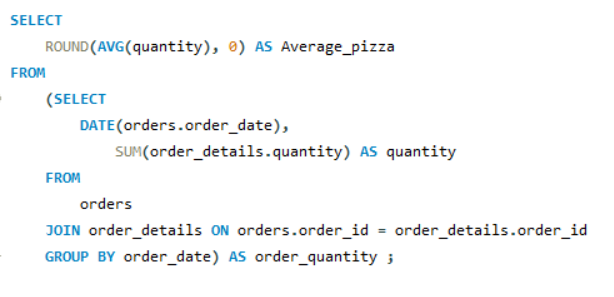 SELECT
ROUND(AVG(quantity), 0) AS Average_pizza
FROM
(SELECT
DATE(orders.order_date),
SUM(order_details.quantity) AS quantity
FROM
orders
JOIN order_details ON orders.order_id = order_details.order_id
GROUP BY order_date) AS order_quantity ;